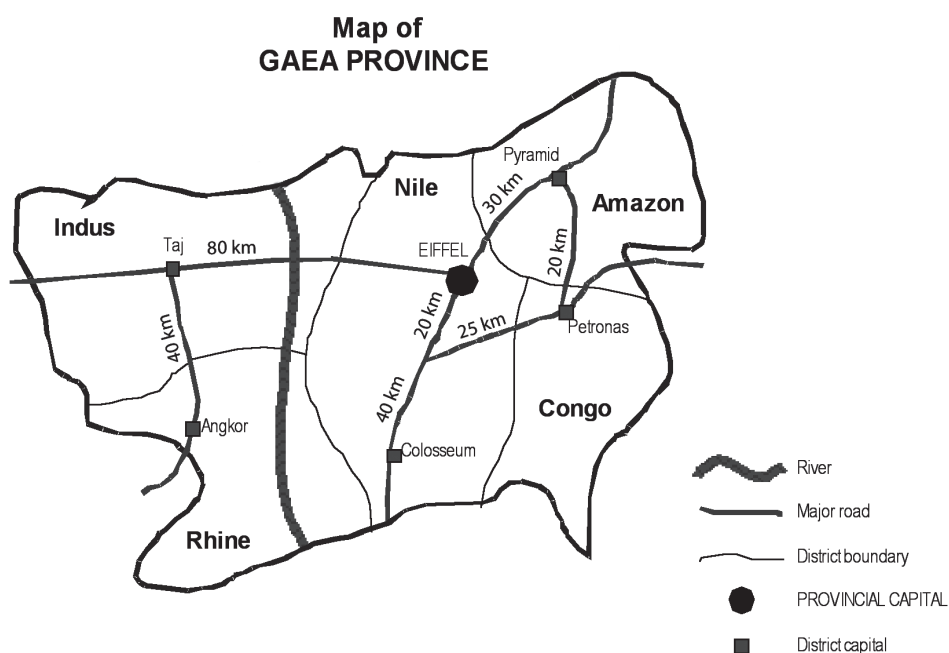 Map of
GAEA PROVINCE
Pyramid
Nile
30 km
Amazon
Indus
Taj
80 km
EIFFEL
20 km
20 km
25 km
Petronas
40 km
40 km
Congo
Angkor
Colosseum
Rhine
River
Major road
District boundary
PROVINCIAL CAPITAL
District capital